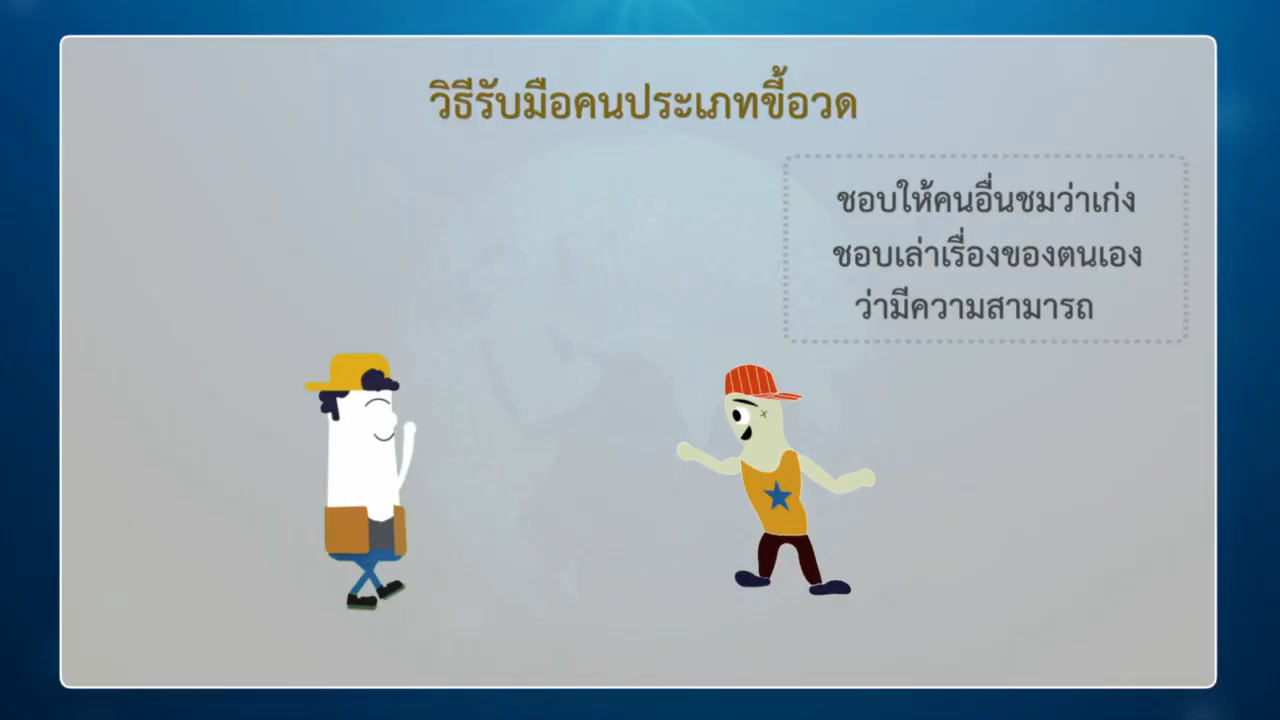 วิธีรับมือคนประเภทขี้อวด
ชอบให้คนอื่นชมว่าเก่ง
ชอบเล่าเรื่องของตนเอง
ว่ามีความสามารถ